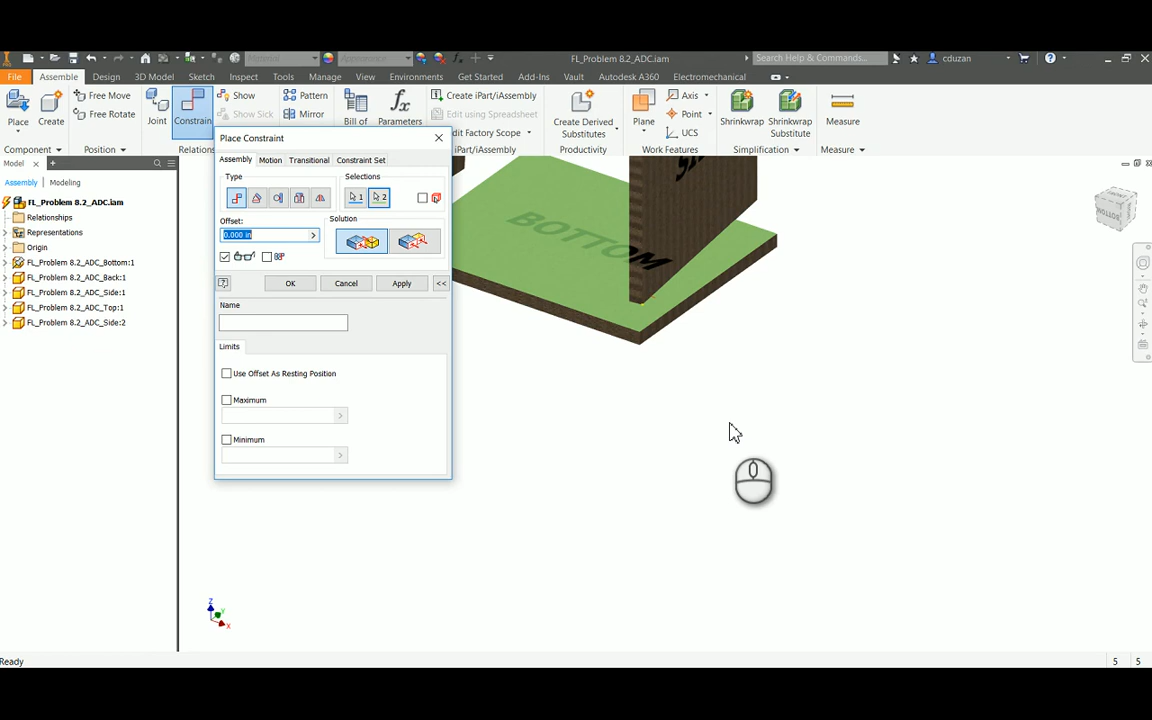 FL_Problem 8.2_ADC.iam
Search Help & Commands...
cduzan
File Assemble Design 3D Model Sketch Inspect Tools Manage View Environments Get Started Add-Ins Vault Autodesk A360 Electromechanical
Place
Create
Free Move
Free Rotate
Joint
Constrain
Show
Show Sick
Pattern
Mirror
Bill of
Parameters
Create iPart/iAssembly
Edit using Spreadsheet
dit Factory Scope
Create Derived
Substitutes
Plane
Axis
Point
UCS
Shrinkwrap
Shrinkwrap
Substitute
Measure
Component
Position
Relations
iPart/iAssembly
Productivity
Work Features
Simplification
Measure
Model
Assembly Modeling
FL_Problem 8.2_ADC.iam
Relationships
Representations
Origin
FL_Problem 8.2_ADC_Bottom:1
FL_Problem 8.2_ADC_Back:1
FL_Problem 8.2_ADC_Side:1
FL_Problem 8.2_ADC_Top:1
FL_Problem 8.2_ADC_Side:2
Place Constraint
Assembly Motion Transitional Constraint Set
Type
Selections
1 2
Offset:
0.000 in
Solution
OK Cancel Apply <<
Name
Limits
Use Offset As Resting Position
Maximum
Minimum
BOTTOM
BOTTOM
Z
Y
X
Ready
5 5